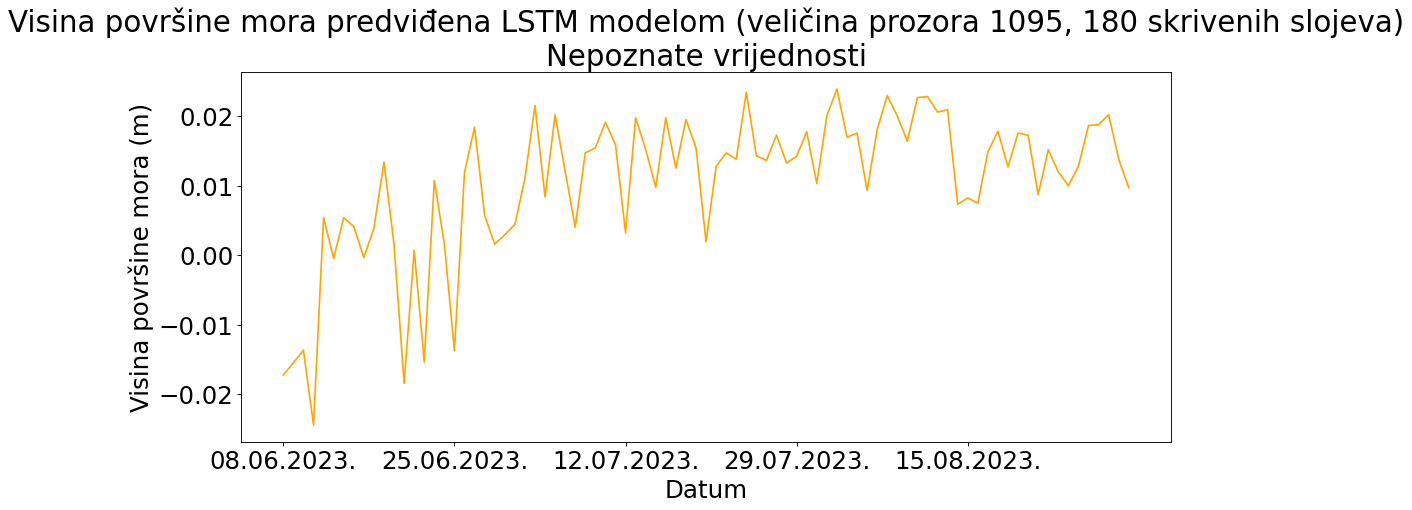 Visina površine mora predviđena LSTM modelom (veličina prozora 1095, 180 skrivenih slojeva)
Nepoznate vrijednosti
Visina površine mora (m)
0.02
0.01
0.00
−0.01
−0.02
08.06.2023. 25.06.2023. 12.07.2023. 29.07.2023. 15.08.2023.
Datum